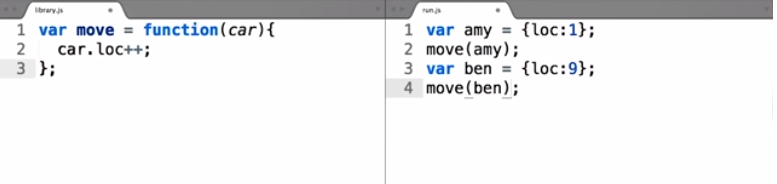 library.js
1 var move = function(car){
2   car.loc++;
3 };
run.js
1 var amy = {loc:1};
2 move(amy);
3 var ben = {loc:9};
4 move(ben);